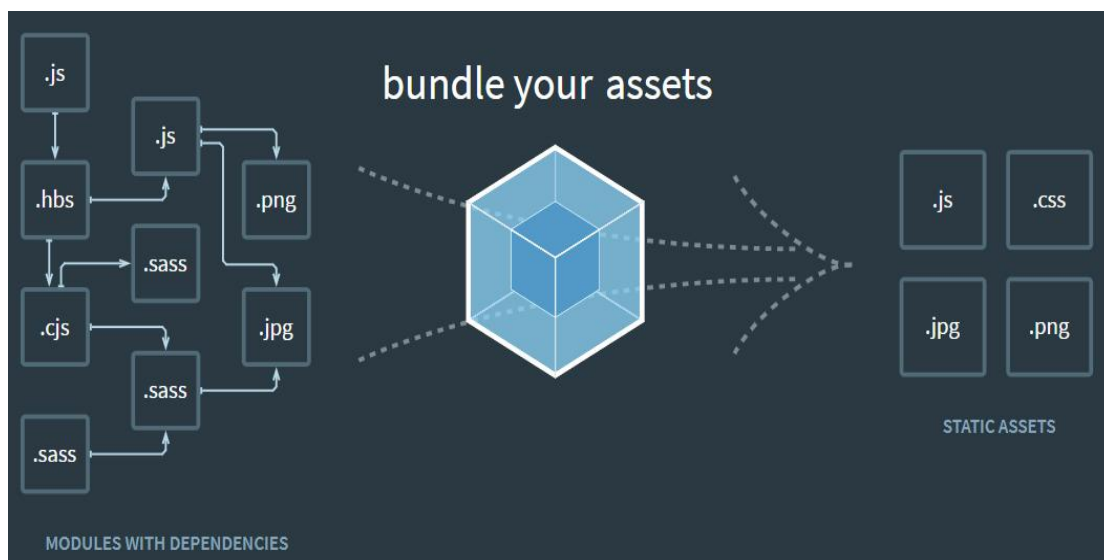 bundle your assets
.js
.js
.hbs
.png
.sass
.cjs
.jpg
.sass
.sass
MODULES WITH DEPENDENCIES
.js
.css
.jpg
.png
STATIC ASSETS